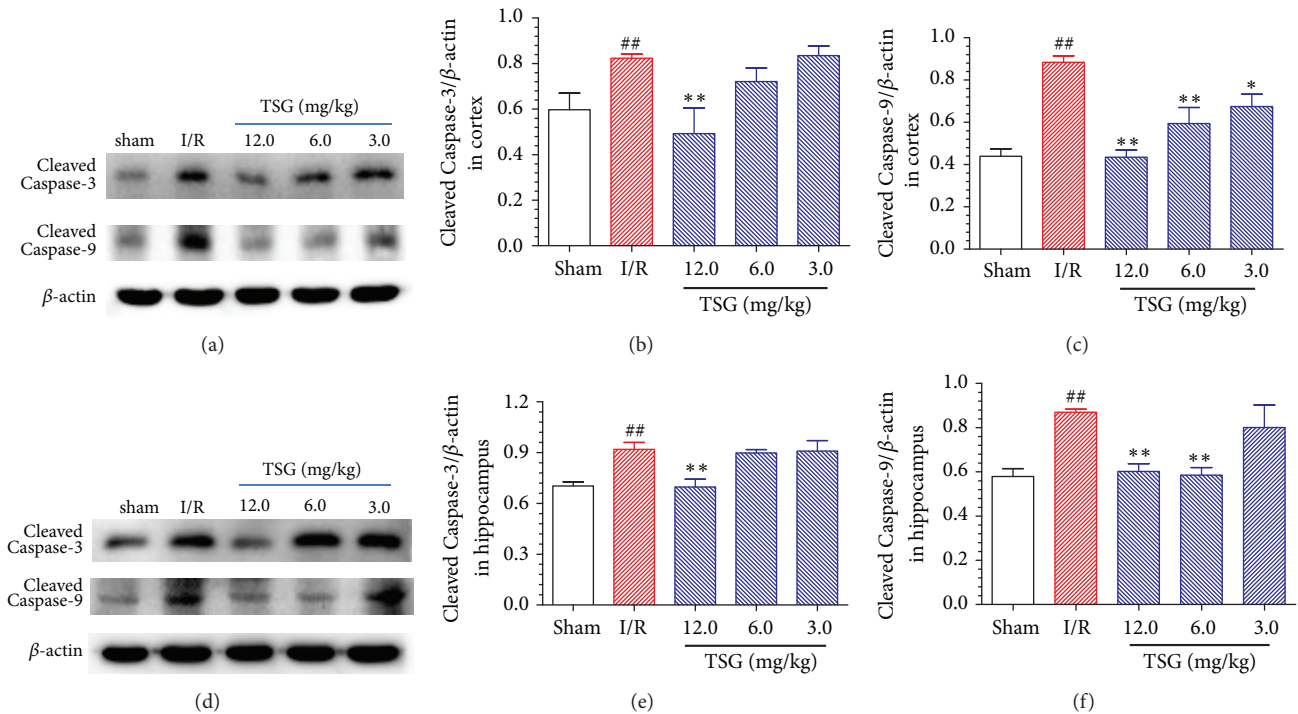 TSG (mg/kg)
sham I/R 12.0 6.0 3.0
Cleaved
Caspase-3
Cleaved
Caspase-9
β-actin
(a)
Cleaved Caspase-3/β-actin
in cortex
1.0
0.8
0.6
0.4
0.2
0.0
##
**
Sham I/R 12.0 6.0 3.0
TSG (mg/kg)
(b)
Cleaved Caspase-9/β-actin
in cortex
1.0
0.8
0.6
0.4
0.2
0.0
##
**
**
*
Sham I/R 12.0 6.0 3.0
TSG (mg/kg)
(c)
TSG (mg/kg)
sham I/R 12.0 6.0 3.0
Cleaved
Caspase-3
Cleaved
Caspase-9
β-actin
(d)
Cleaved Caspase-3/β-actin
in hippocampus
1.2
0.9
0.6
0.3
0.0
##
**
Sham I/R 12.0 6.0 3.0
TSG (mg/kg)
(e)
Cleaved Caspase-9/β-actin
in hippocampus
1.0
0.8
0.6
0.4
0.2
0.0
##
**
**
Sham I/R 12.0 6.0 3.0
TSG (mg/kg)
(f)